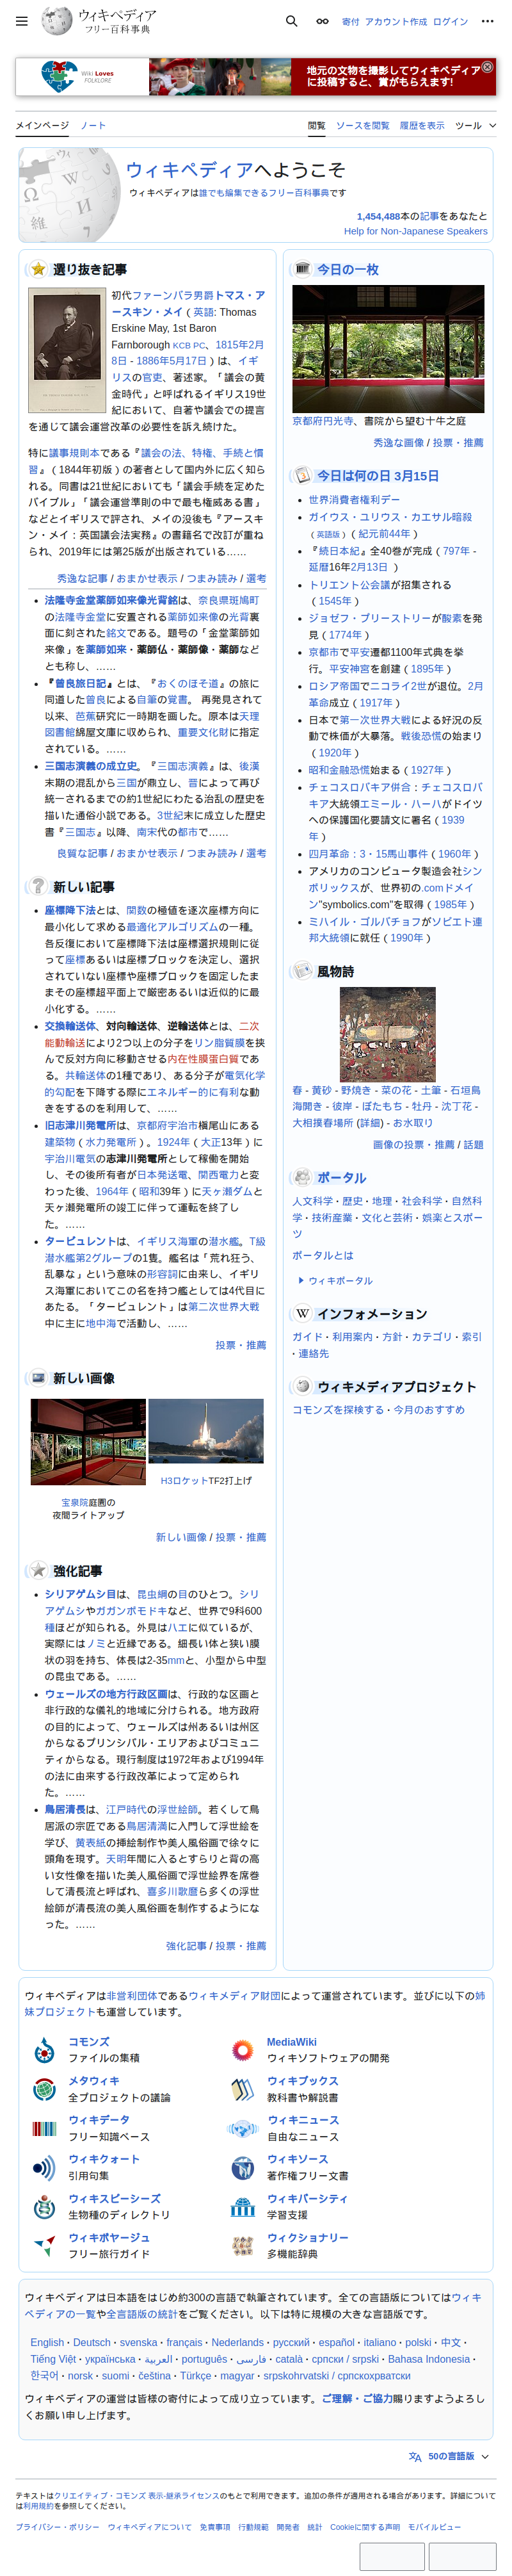 ウィキペディア
フリー百科事典
寄付 アカウント作成 ログイン
Wiki Loves
FOLKLORE
地元の文物を撮影してウィキペディア
に投稿すると、賞がもらえます!
メインページ ノート
閲覧 ソースを閲覧 履歴を表示 ツール
ウィキペディアへようこそ
ウィキペディアは誰でも編集できるフリー百科事典です
1,454,488本の記事をあなたと
Help for Non-Japanese Speakers
選り抜き記事
初代ファーンバラ男爵トマス・ア
ースキン・メイ（英語: Thomas
Erskine May, 1st Baron
Farnborough KCB PC、1815年2月
8日 - 1886年5月17日）は、イギ
リスの官吏、著述家。「議会の黄
金時代」と呼ばれるイギリス19世
紀において、自著や議会での提言
を通じて議会運営改革の必要性を訴え続けた。
特に議事規則本である『議会の法、特権、手続と慣
習』（1844年初版）の著者として国内外に広く知ら
れる。同書は21世紀においても「議会手続を定めた
バイブル」「議会運営準則の中で最も権威ある書」
などとイギリスで評され、メイの没後も『アースキ
ン・メイ：英国議会法実務』の書籍名で改訂が重ね
られ、2019年には第25版が出版されている……
秀逸な記事 / おまかせ表示 / つまみ読み / 選考
法隆寺金堂薬師如来像光背銘は、奈良県斑鳩町
の法隆寺金堂に安置される薬師如来像の光背裏
面に刻された銘文である。題号の「金堂薬師如
来像」を薬師如来・薬師仏・薬師像・薬師など
とも称し、……
『曽良旅日記』とは、『おくのほそ道』の旅に
同道した曽良による自筆の覚書。 再発見されて
以来、芭蕉研究に一時期を画した。原本は天理
図書館綿屋文庫に収められ、重要文化財に指定
されている。……
三国志演義の成立史。『三国志演義』は、後漢
末期の混乱から三国が鼎立し、晋によって再び
統一されるまでの約1世紀にわたる治乱の歴史を
描いた通俗小説である。3世紀末に成立した歴史
書『三国志』以降、南宋代の都市で……
良質な記事 / おまかせ表示 / つまみ読み / 選考
新しい記事
座標降下法とは、関数の極値を逐次座標方向に
最小化して求める最適化アルゴリズムの一種。
各反復において座標降下法は座標選択規則に従
って座標あるいは座標ブロックを決定し、選択
されていない座標や座標ブロックを固定したま
まその座標超平面上で厳密あるいは近似的に最
小化する。……
交換輸送体、対向輸送体、逆輸送体とは、二次
能動輸送により2つ以上の分子をリン脂質膜を挟
んで反対方向に移動させる内在性膜蛋白質であ
る。共輸送体の1種であり、ある分子が電気化学
的勾配を下降するときにエネルギー的に有利な動
きをするのを利用して、……
旧志津川発電所は、京都府宇治市槇尾山にある
建築物（水力発電所）。1924年（大正13年）に
宇治川電気の志津川発電所として稼働を開始
し、その後所有者が日本発送電、関西電力と変
わった後、1964年（昭和39年）に天ヶ瀬ダムと
天ヶ瀬発電所の竣工に伴って運転を終了し
た。……
タービュレントは、イギリス海軍の潜水艦。T級
潜水艦第2グループの1隻。艦名は「荒れ狂う、
乱暴な」という意味の形容詞に由来し、イギリ
ス海軍においてこの名を持つ艦としては4代目に
あたる。「タービュレント」は第二次世界大戦
中に主に地中海で活動し、……
投票・推薦
新しい画像
宝泉院庭園の
夜間ライトアップ
H3ロケットTF2打上げ
新しい画像 / 投票・推薦
強化記事
シリアゲムシ目は、昆虫綱の目のひとつ。シリ
アゲムシやガガンボモドキなど、世界で9科600
種ほどが知られる。外見はハエに似ているが、
実際にはノミと近縁である。細長い体と狭い膜
状の羽を持ち、体長は2-35mmと、小型から中型
の昆虫である。……
ウェールズの地方行政区画は、行政的な区画と
非行政的な儀礼的地域に分けられる。地方政府
の目的によって、ウェールズは州あるいは州区
からなるプリンシパル・エリアおよびコミュニ
ティからなる。現行制度は1972年および1994年
の法に由来する行政改革によって定められ
た。……
鳥居清長は、江戸時代の浮世絵師。若くして鳥
居派の宗匠である鳥居清満に入門して浮世絵を
学び、黄表紙の挿絵制作や美人風俗画で徐々に
頭角を現す。天明年間に入るとすらりと背の高
い女性像を描いた美人風俗画で浮世絵界を席巻
して清長流と呼ばれ、喜多川歌麿ら多くの浮世
絵師が清長流の美人風俗画を制作するようにな
った。……
強化記事 / 投票・推薦
今日の一枚
京都府円光寺、書院から望む十牛之庭
秀逸な画像 / 投票・推薦
今日は何の日 3月15日
世界消費者権利デー
ガイウス・ユリウス・カエサル暗殺
（英語版）（紀元前44年）
『続日本紀』全40巻が完成（797年 -
延暦16年2月13日 ）
トリエント公会議が招集される
（1545年）
ジョゼフ・プリーストリーが酸素を発
見（1774年）
京都市で平安遷都1100年式典を挙
行。平安神宮を創建（1895年）
ロシア帝国でニコライ2世が退位。2月
革命成立（1917年）
日本で第一次世界大戦による好況の反
動で株価が大暴落。戦後恐慌の始まり
（1920年）
昭和金融恐慌始まる（1927年）
チェコスロバキア併合：チェコスロバ
キア大統領エミール・ハーハがドイツ
への保護国化要請文に署名（1939
年）
四月革命：3・15馬山事件（1960年）
アメリカのコンピュータ製造会社シン
ボリックスが、世界初の.comドメイ
ン"symbolics.com"を取得（1985年）
ミハイル・ゴルバチョフがソビエト連
邦大統領に就任（1990年）
風物詩
春 - 黄砂 - 野焼き - 菜の花 - 土筆 - 石垣島
海開き - 彼岸 - ぼたもち - 牡丹 - 沈丁花 -
大相撲春場所 (詳細) - お水取り
画像の投票・推薦 / 話題
ポータル
人文科学・歴史・地理・社会科学・自然科
学・技術産業・文化と芸術・娯楽とスポー
ツ
ポータルとは
ウィキポータル
インフォメーション
ガイド・利用案内・方針・カテゴリ・索引
・連絡先
ウィキメディアプロジェクト
コモンズを探検する・今月のおすすめ
ウィキペディアは非営利団体であるウィキメディア財団によって運営されています。並びに以下の姉
妹プロジェクトも運営しています。
コモンズ
ファイルの集積
MediaWiki
ウィキソフトウェアの開発
メタウィキ
全プロジェクトの議論
ウィキブックス
教科書や解説書
ウィキデータ
フリー知識ベース
ウィキニュース
自由なニュース
ウィキクォート
引用句集
ウィキソース
著作権フリー文書
ウィキスピーシーズ
生物種のディレクトリ
ウィキバーシティ
学習支援
ウィキボヤージュ
フリー旅行ガイド
ウィクショナリー
多機能辞典
ウィキペディアは日本語をはじめ約300の言語で執筆されています。全ての言語版についてはウィキ
ペディアの一覧や全言語版の統計をご覧ください。以下は特に規模の大きな言語版です。
English・Deutsch・svenska・français・Nederlands・русский・español・italiano・polski・中文・
Tiếng Việt・українська・العربية・português・فارسی・català・српски / srpski・Bahasa Indonesia・
한국어・norsk・suomi・čeština・Türkçe・magyar・srpskohrvatski / српскохрватски
ウィキペディアの運営は皆様の寄付によって成り立っています。ご理解・ご協力賜りますようよろし
くお願い申し上げます。
50の言語版
テキストはクリエイティブ・コモンズ 表示-継承ライセンスのもとで利用できます。追加の条件が適用される場合があります。詳細について
は利用規約を参照してください。
プライバシー・ポリシー ウィキペディアについて 免責事項 行動規範 開発者 統計 Cookieに関する声明 モバイルビュー